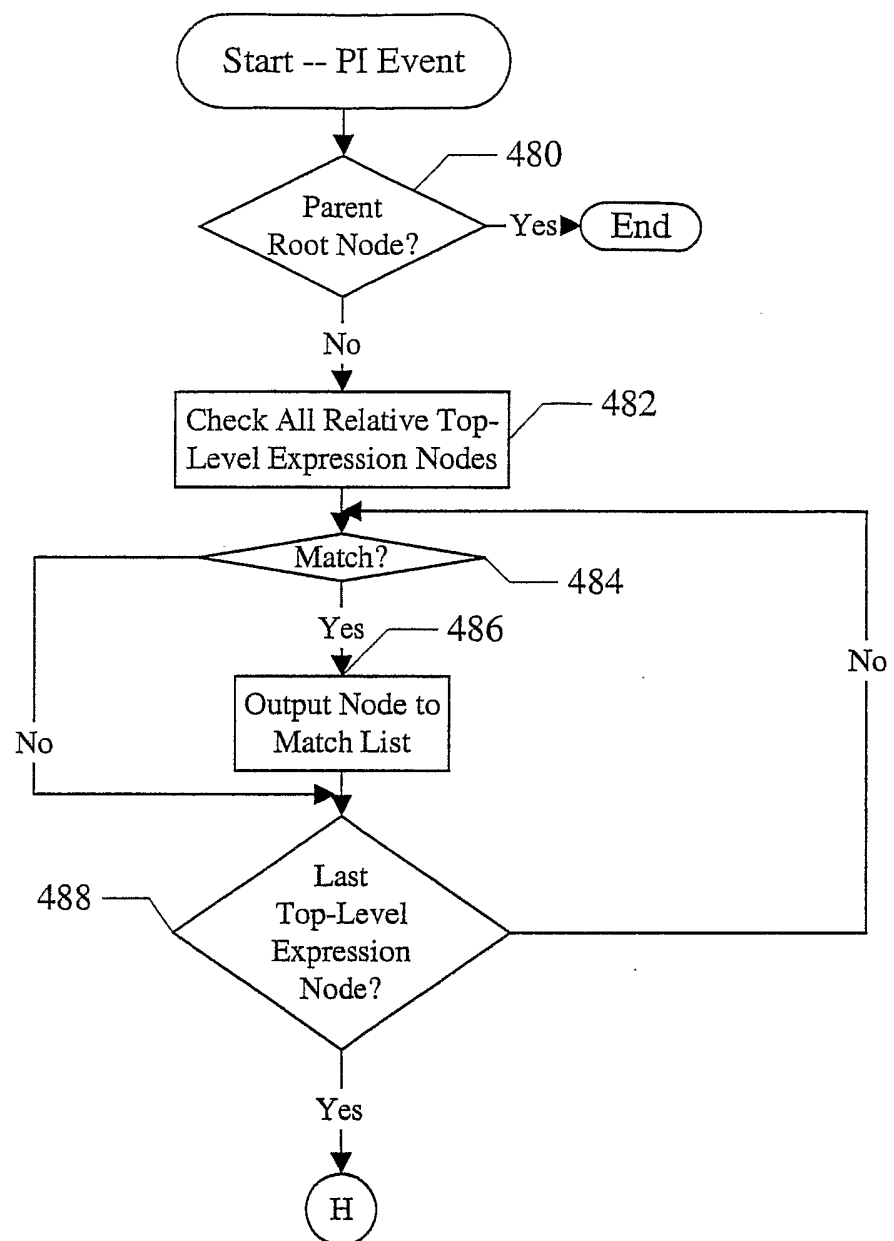 Start -- PI Event
480
Parent
Root Node?
Yes
End
No
Check All Relative Top-
Level Expression Nodes
482
Match?
484
Yes
486
No
Output Node to
Match List
No
488
Last
Top-Level
Expression
Node?
Yes
H